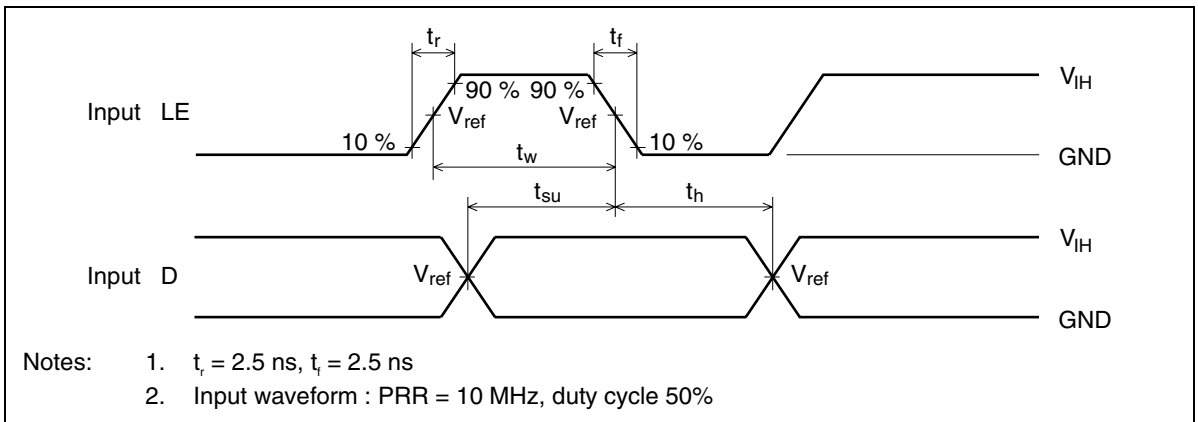 tr tf
VIH
90 % 90 %
Input LE
Vref Vref
10 % 10 %
tw
GND
tsu th
VIH
Input D
Vref Vref
GND
Notes: 1. tr = 2.5 ns, tf = 2.5 ns
2. Input waveform : PRR = 10 MHz, duty cycle 50%